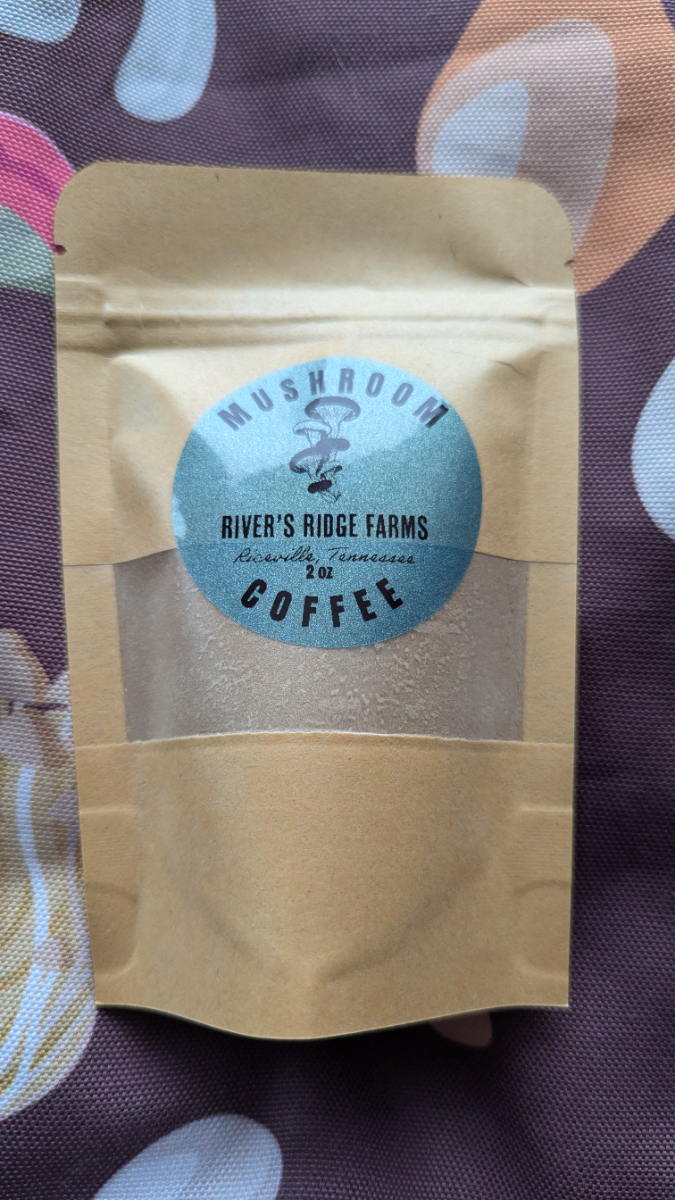 MUSHROOM
RIVER'S RIDGE FARMS
Riceville, Tennessee
2 OZ
COFFEE